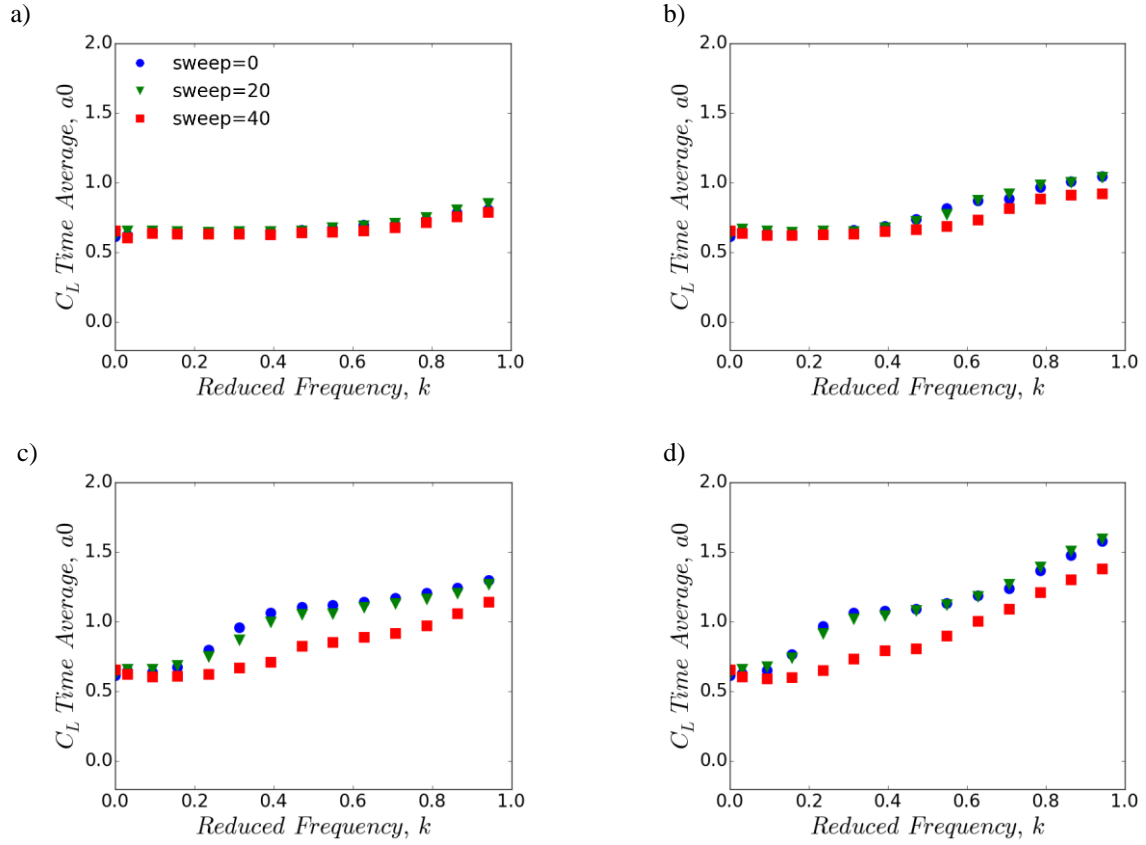 a)
2.0
1.5
1.0
0.5
0.0
C_L Time Average, a0
0.0 0.2 0.4 0.6 0.8 1.0
Reduced Frequency, k
sweep=0
sweep=20
sweep=40
b)
2.0
1.5
1.0
0.5
0.0
C_L Time Average, a0
0.0 0.2 0.4 0.6 0.8 1.0
Reduced Frequency, k
c)
2.0
1.5
1.0
0.5
0.0
C_L Time Average, a0
0.0 0.2 0.4 0.6 0.8 1.0
Reduced Frequency, k
d)
2.0
1.5
1.0
0.5
0.0
C_L Time Average, a0
0.0 0.2 0.4 0.6 0.8 1.0
Reduced Frequency, k